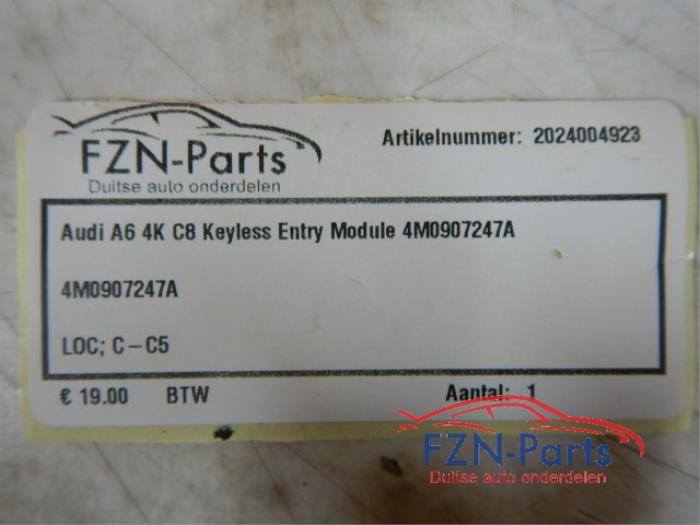 FZN-Parts
Duitse auto onderdelen
Artikelnummer: 2024004923
Audi A6 4K C8 Keyless Entry Module 4M0907247A
4M0907247A
LOC; C-C5
€ 19.00 BTW Aantal: 1
FZN-Parts
Duitse auto onderdelen